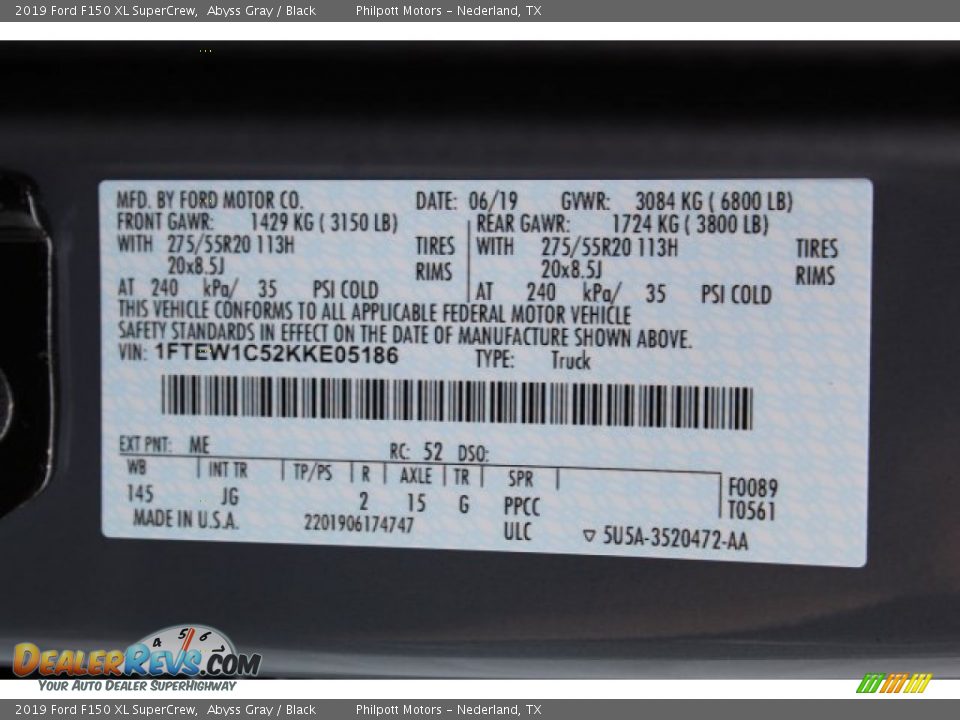 2019 Ford F150 XL SuperCrew, Abyss Gray / Black Philpott Motors – Nederland, TX
MFD. BY FORD MOTOR CO. DATE: 06/19 GVWR: 3084 KG ( 6800 LB)
FRONT GAWR: 1429 KG ( 3150 LB) REAR GAWR: 1724 KG ( 3800 LB)
WITH 275/55R20 113H TIRES WITH 275/55R20 113H TIRES
20x8.5J RIMS 20x8.5J RIMS
AT 240 kPa/ 35 PSI COLD AT 240 kPa/ 35 PSI COLD
THIS VEHICLE CONFORMS TO ALL APPLICABLE FEDERAL MOTOR VEHICLE
SAFETY STANDARDS IN EFFECT ON THE DATE OF MANUFACTURE SHOWN ABOVE.
VIN: 1FTEW1C52KKE05186 TYPE: Truck
EXT PNT: ME RC: 52 DSO:
WB INT TR TP/PS R AXLE TR SPR F0089
145 JG 2 15 G PPCC T0561
MADE IN U.S.A. 2201906174747 ULC ▽ 5U5A-3520472-AA
4 5 6
DEALERREVS.COM
YOUR AUTO DEALER SUPERHIGHWAY
2019 Ford F150 XL SuperCrew, Abyss Gray / Black Philpott Motors – Nederland, TX